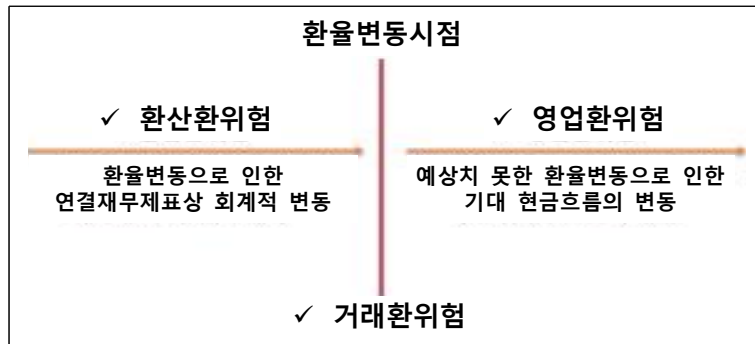 환율변동시점
✓ 환산환위험
✓ 영업환위험
환율변동으로 인한
연결재무제표상 회계적 변동
예상치 못한 환율변동으로 인한
기대 현금흐름의 변동
✓ 거래환위험